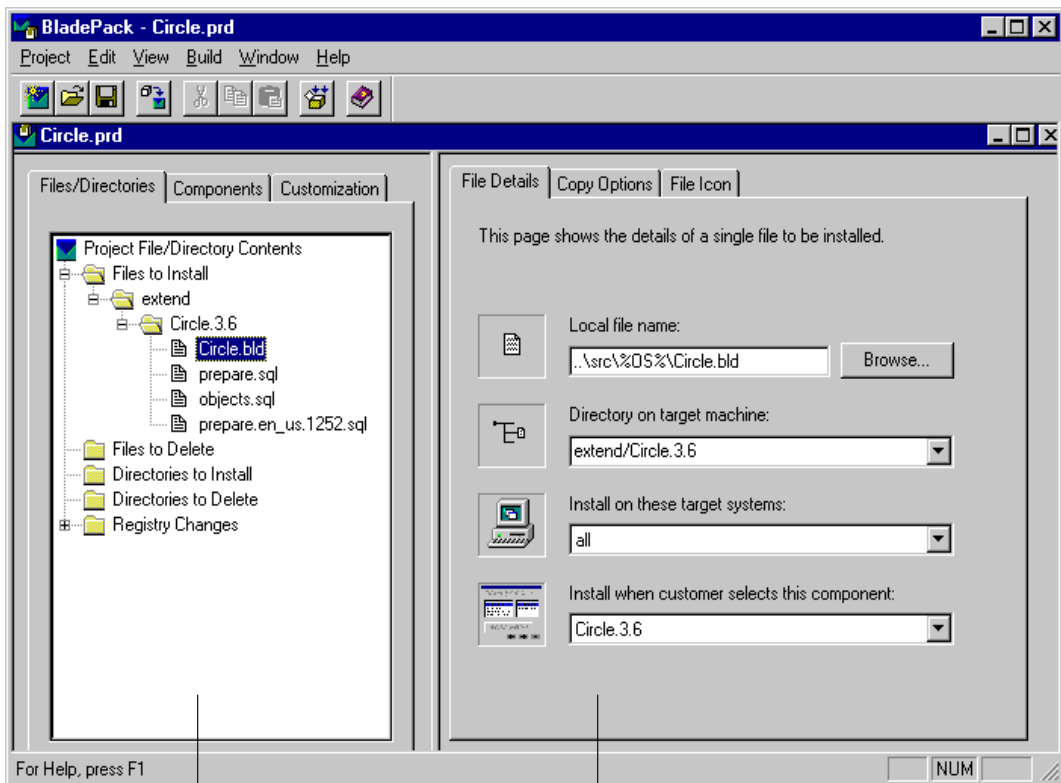 BladePack - Circle.prd
Project Edit View Build Window Help
Circle.prd
Files/Directories Components Customization
Project File/Directory Contents
Files to Install
extend
Circle.3.6
Circle.bld
prepare.sql
objects.sql
prepare.en_us.1252.sql
Files to Delete
Directories to Install
Directories to Delete
Registry Changes
File Details Copy Options File Icon
This page shows the details of a single file to be installed.
Local file name:
..\src\%OS%\Circle.bld Browse...
Directory on target machine:
extend/Circle.3.6
Install on these target systems:
all
Install when customer selects this component:
Circle.3.6
For Help, press F1 NUM